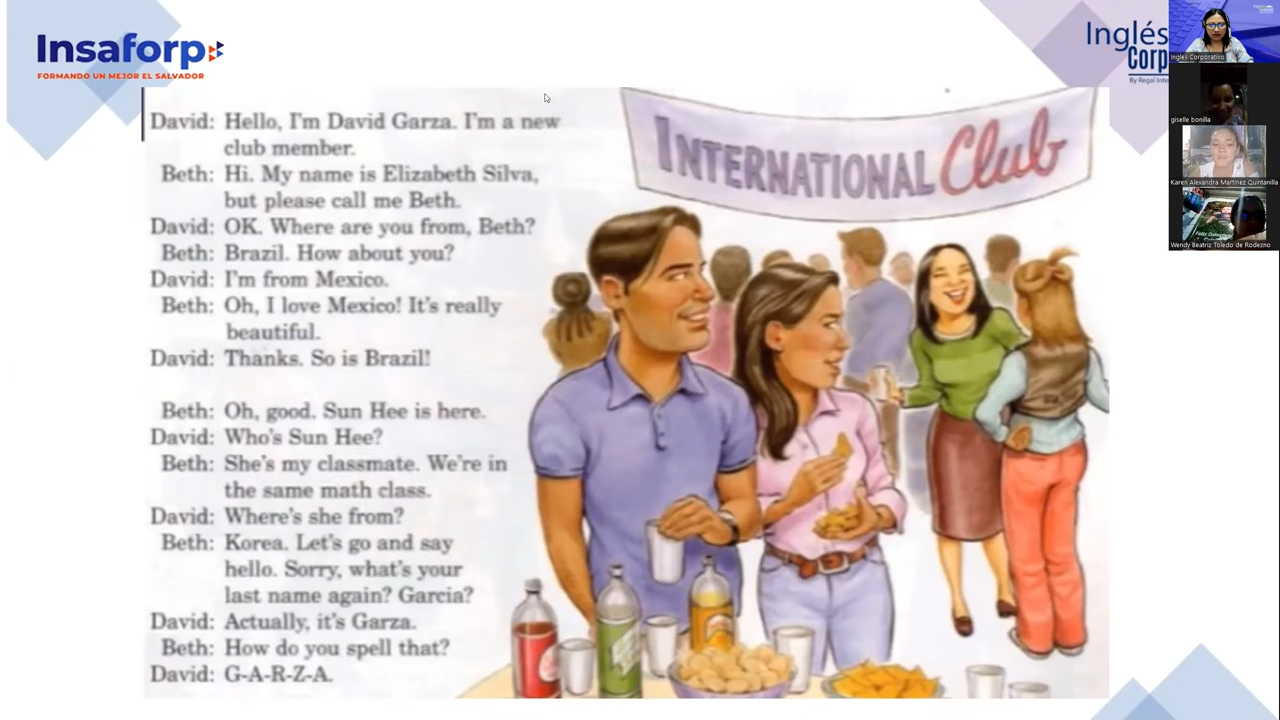 Insaforp
FORMANDO UN MEJOR EL SALVADOR
Inglés
Corp
By Regal Inte
David: Hello, I'm David Garza. I'm a new
club member.
Beth: Hi. My name is Elizabeth Silva,
but please call me Beth.
David: OK. Where are you from, Beth?
Beth: Brazil. How about you?
David: I'm from Mexico.
Beth: Oh, I love Mexico! It's really
beautiful.
David: Thanks. So is Brazil!
Beth: Oh, good. Sun Hee is here.
David: Who's Sun Hee?
Beth: She's my classmate. We're in
the same math class.
David: Where's she from?
Beth: Korea. Let's go and say
hello. Sorry, what's your
last name again? Garcia?
David: Actually, it's Garza.
Beth: How do you spell that?
David: G-A-R-Z-A.
INTERNATIONAL Club
Ingles Corporativo
giselle bonilla
Karen Alexandra Martinez Quintanilla
Wendy Beatriz Toledo de Rodezno